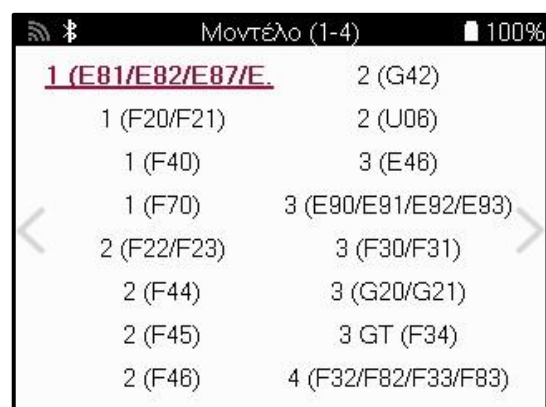 Μοντέλο (1-4) 100%
1 (E81/E82/E87/E.
1 (F20/F21)
1 (F40)
1 (F70)
2 (F22/F23)
2 (F44)
2 (F45)
2 (F46)
2 (G42)
2 (U06)
3 (E46)
3 (E90/E91/E92/E93)
3 (F30/F31)
3 (G20/G21)
3 GT (F34)
4 (F32/F82/F33/F83)